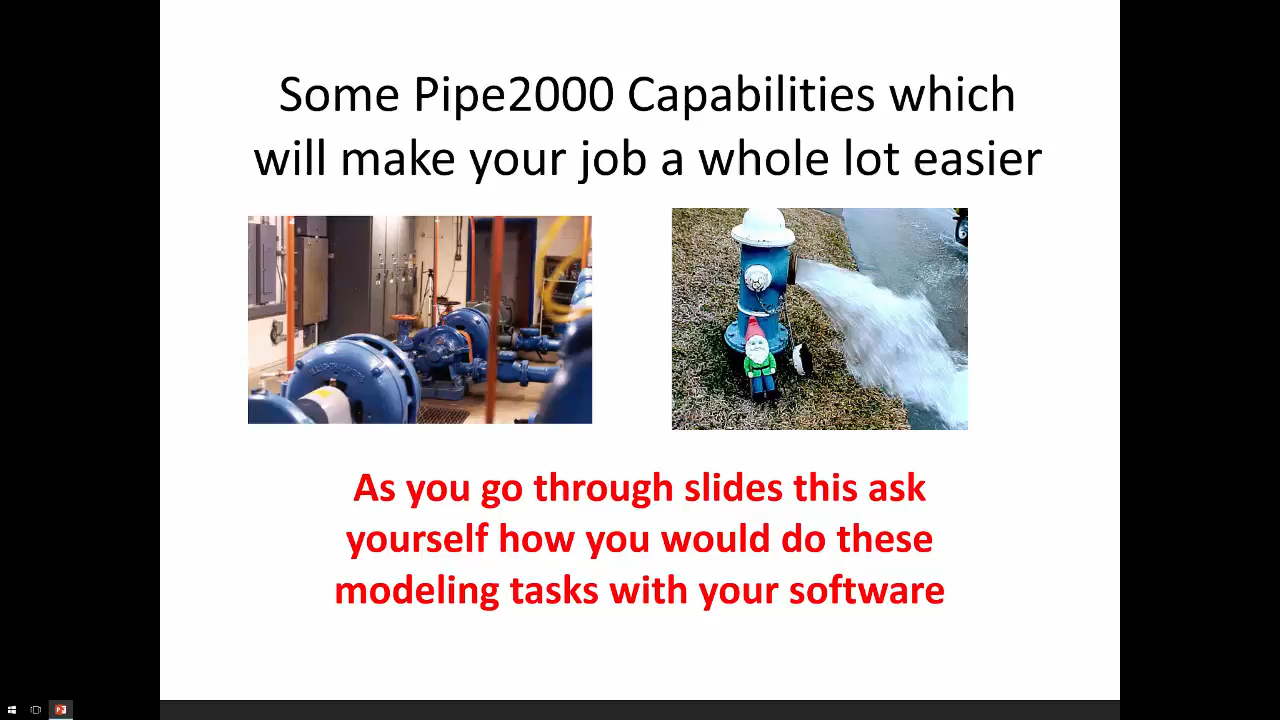 Some Pipe2000 Capabilities which
will make your job a whole lot easier
As you go through slides this ask
yourself how you would do these
modeling tasks with your software